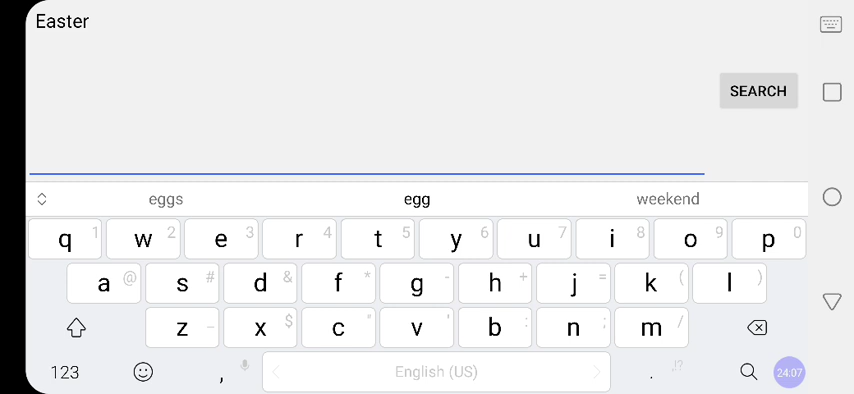 Easter
SEARCH
eggs egg weekend
q 1 w 2 e 3 r 4 t 5 y 6 u 7 i 8 o 9 p 0
a @ s # d & f * g - h + j = k ( l )
z _ x $ c " v ' b : n ; m /
123 , English (US) . .!? 24:07